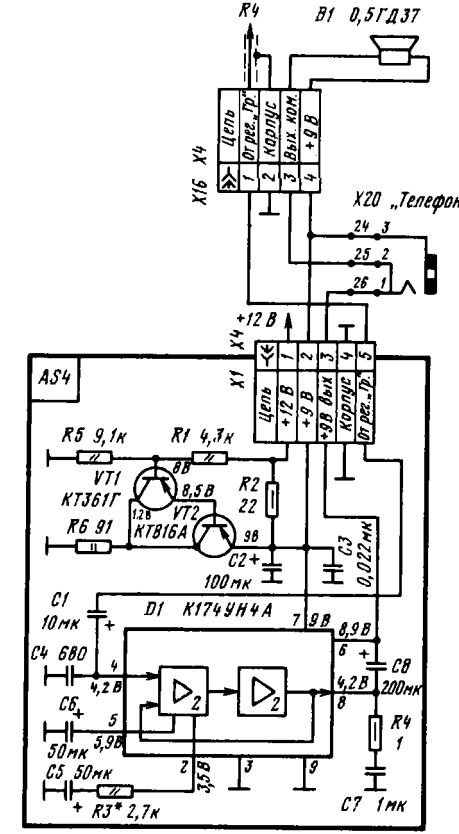 R4
B1 0,5ГД37
X16 X4
Цепь
1 От рег. „Гр."
2 Корпус
3 Вых. ком.
4 +9 В
X20 „Телефон
24 3
25 2
26 1
+12 В
X1 X4
1 2 3 4 5
Цепь
+12 В
+9 В
+9В Вых
Корпус
От рег. „Гр."
AS4
R5 9,1к
R1 4,3к
8В
VT1
КТ361Г
8,5В
1,2В
VT2
КТ816А
R2
22
R6 91
9В
C2 +
100мк
C3
0,022мк
C1
10мк +
D1 К174УН4А
7 9В
8,9В
6
C4 680
4
4,2В
C6 +
50мк
5
5,9В
2
2
4,2В
8
+ C8
200мк
R4
1
C5 50мк
+
R3* 2,7к
2
3,5В
3
9
C7 1мк